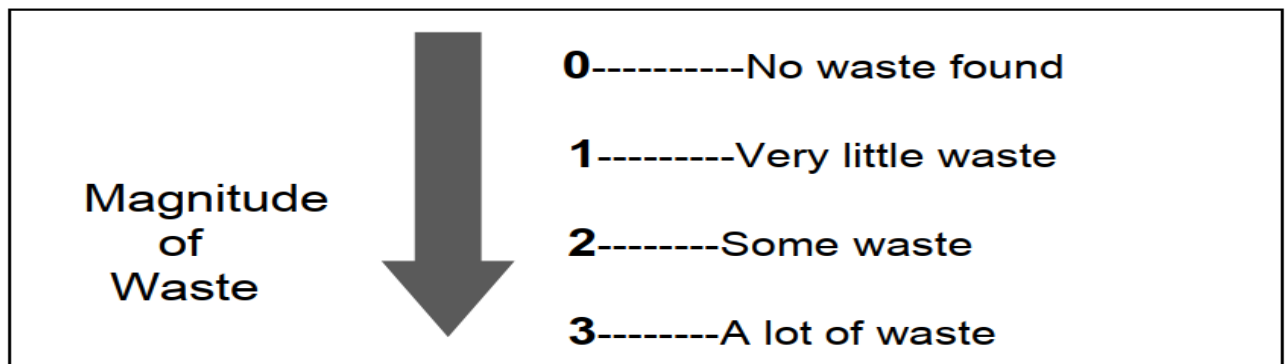 0----------No waste found
1---------Very little waste
Magnitude
of
Waste
2--------Some waste
3--------A lot of waste